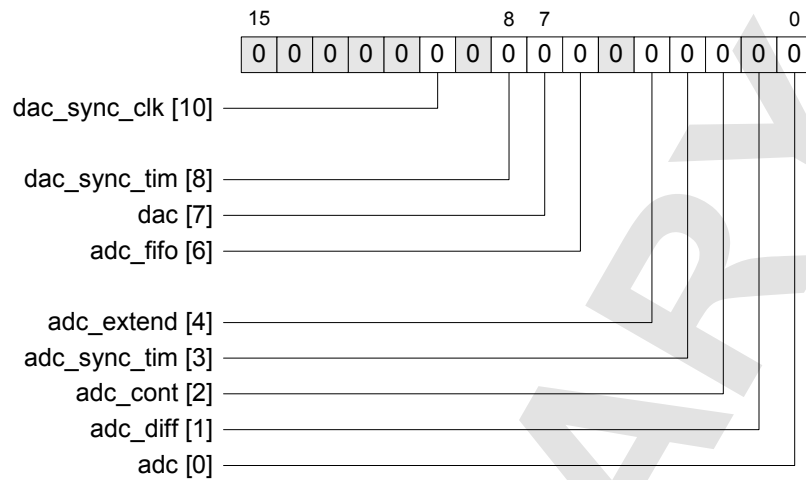 15 8 7 0
0 0 0 0 0 0 0 0 0 0 0 0 0 0 0 0
dac_sync_clk [10]
dac_sync_tim [8]
dac [7]
adc_fifo [6]
adc_extend [4]
adc_sync_tim [3]
adc_cont [2]
adc_diff [1]
adc [0]
ARY